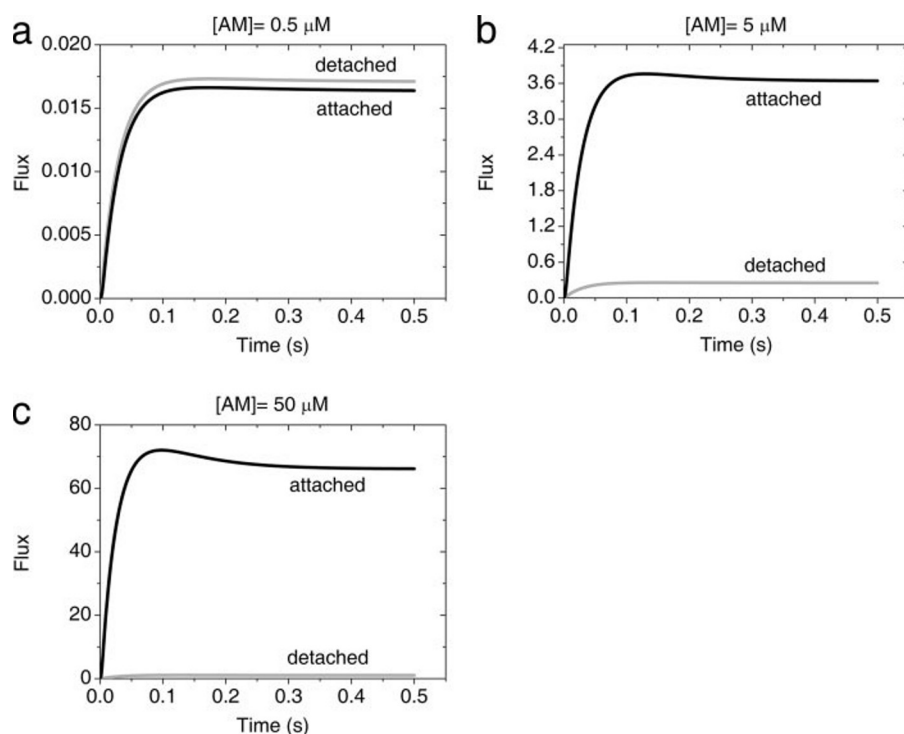 a
[AM]= 0.5 μM
0.020
0.015
0.010
0.005
0.000
Flux
detached
attached
0.0 0.1 0.2 0.3 0.4 0.5
Time (s)
b
[AM]= 5 μM
4.2
3.6
3.0
2.4
1.8
1.2
0.6
0.0
Flux
attached
detached
0.0 0.1 0.2 0.3 0.4 0.5
Time (s)
c
[AM]= 50 μM
80
60
40
20
0
Flux
attached
detached
0.0 0.1 0.2 0.3 0.4 0.5
Time (s)